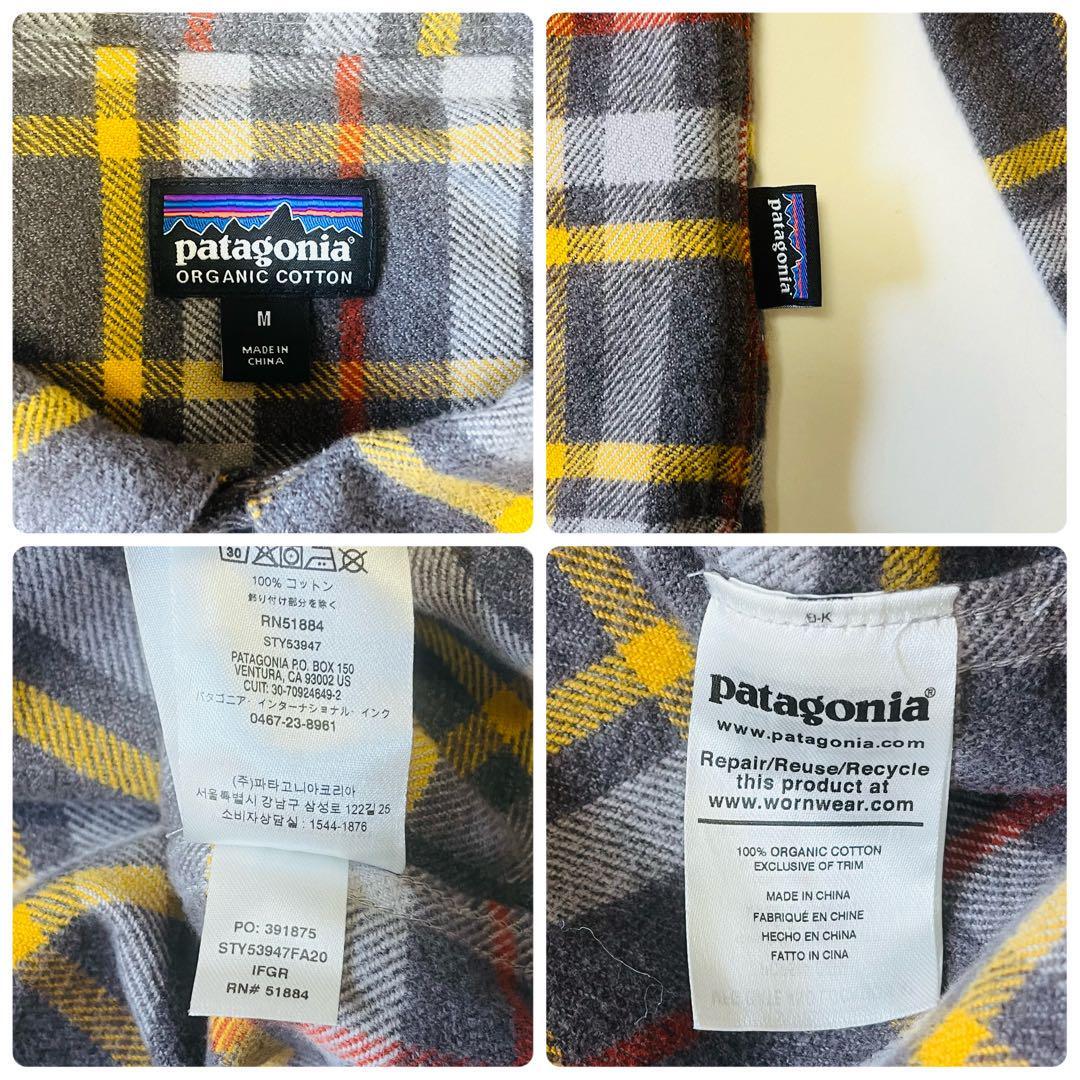 patagonia®
ORGANIC COTTON
M
MADE IN
CHINA
patagonia
30
100% コットン
飾り付け部分を除く
RN51884
STY53947
PATAGONIA P.O. BOX 150
VENTURA, CA 93002 US
CUIT: 30-70924649-2
パタゴニア・インターナショナル・インク
0467-23-8961
(주)파타고니아코리아
서울특별시 강남구 삼성로 122길 25
소비자상담실 : 1544-1876
PO: 391875
STY53947FA20
IFGR
RN# 51884
patagonia®
www.patagonia.com
Repair/Reuse/Recycle
this product at
www.wornwear.com
100% ORGANIC COTTON
EXCLUSIVE OF TRIM
MADE IN CHINA
FABRIQUÉ EN CHINE
HECHO EN CHINA
FATTO IN CINA